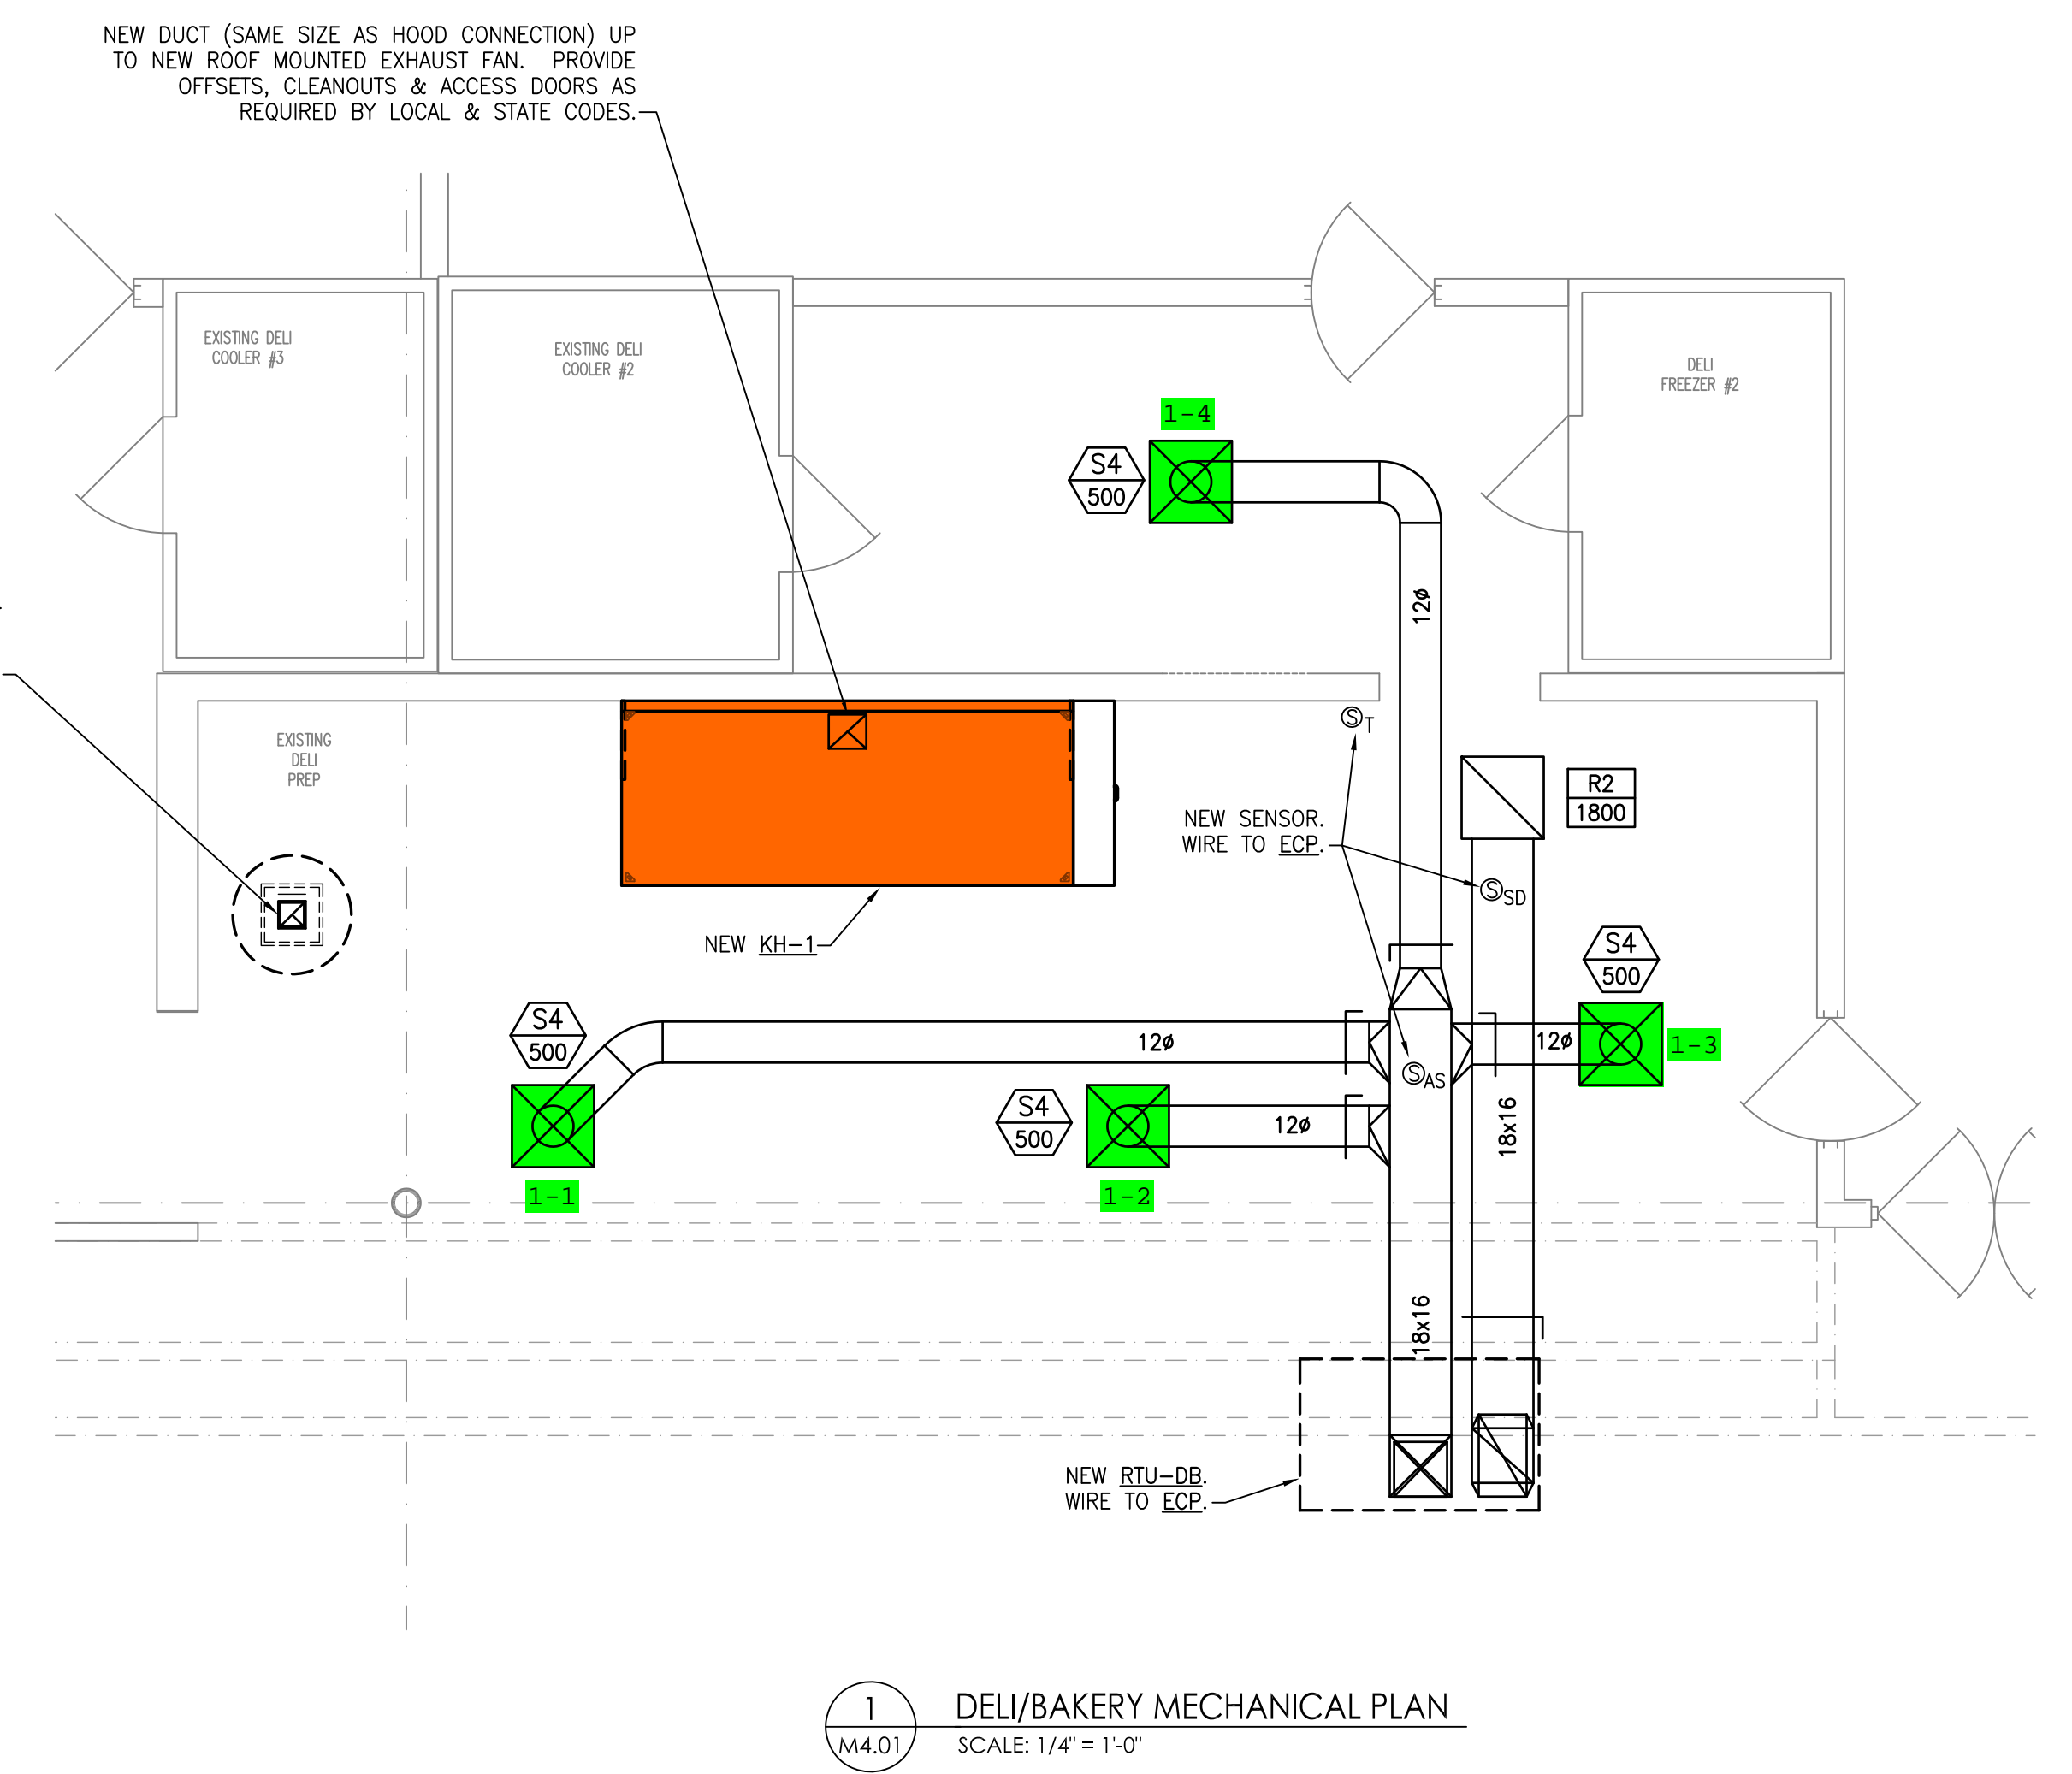 NEW DUCT (SAME SIZE AS HOOD CONNECTION) UP
TO NEW ROOF MOUNTED EXHAUST FAN. PROVIDE
OFFSETS, CLEANOUTS & ACCESS DOORS AS
REQUIRED BY LOCAL & STATE CODES.
EXISTING DELI
COOLER #3
EXISTING DELI
COOLER #2
DELI
FREEZER #2
1-4
S4
500
12ø
EXISTING
DELI
PREP
ST
R2
1800
NEW SENSOR.
WIRE TO ECP.
SSD
NEW KH-1
S4
500
S4
500
12ø
12ø
1-3
SAS
S4
500
12ø
18x16
1-1
1-2
18x16
NEW RTU-DB.
WIRE TO ECP.
1
M4.01
DELI/BAKERY MECHANICAL PLAN
SCALE: 1/4" = 1'-0"